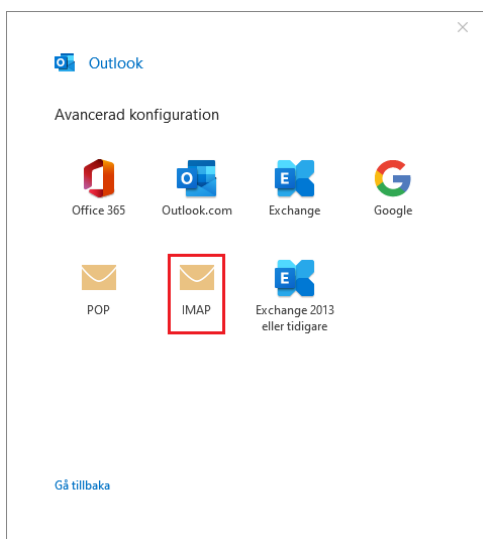 Outlook
Avancerad konfiguration
Office 365
Outlook.com
Exchange
Google
POP
IMAP
Exchange 2013
eller tidigare
Gå tillbaka